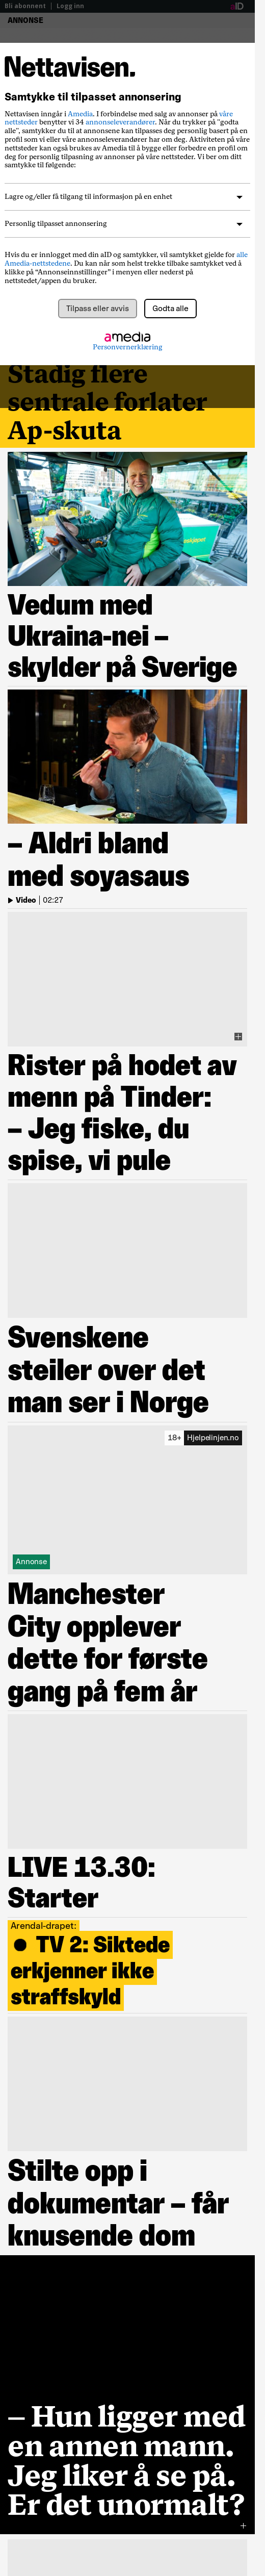 Bli abonnent | Logg inn
aID
ANNONSE
Nettavisen.
Samtykke til tilpasset annonsering
Nettavisen inngår i Amedia. I forbindelse med salg av annonser på våre
nettsteder benytter vi 34 annonseleverandører. Når du trykker på "godta
alle", samtykker du til at annonsene kan tilpasses deg personlig basert på en
profil som vi eller våre annonseleverandører har om deg. Aktiviteten på våre
nettsteder kan også brukes av Amedia til å bygge eller forbedre en profil om
deg for personlig tilpasning av annonser på våre nettsteder. Vi ber om ditt
samtykke til følgende:
Lagre og/eller få tilgang til informasjon på en enhet
Personlig tilpasset annonsering
Hvis du er innlogget med din aID og samtykker, vil samtykket gjelde for alle
Amedia-nettstedene. Du kan når som helst trekke tilbake samtykket ved å
klikke på “Annonseinnstillinger” i menyen eller nederst på
nettstedet/appen du bruker.
Tilpass eller avvis
Godta alle
amedia
Personvernerklæring
Stadig flere
sentrale forlater
Ap-skuta
Vedum med
Ukraina-nei –
skylder på Sverige
– Aldri bland
med soyasaus
Video | 02:27
Rister på hodet av
menn på Tinder:
– Jeg fiske, du
spise, vi pule
Svenskene
steiler over det
man ser i Norge
18+ Hjelpelinjen.no
Annonse
Manchester
City opplever
dette for første
gang på fem år
LIVE 13.30:
Starter
Arendal-drapet:
● TV 2: Siktede
erkjenner ikke
straffskyld
Stilte opp i
dokumentar – får
knusende dom
– Hun ligger med
en annen mann.
Jeg liker å se på.
Er det unormalt?